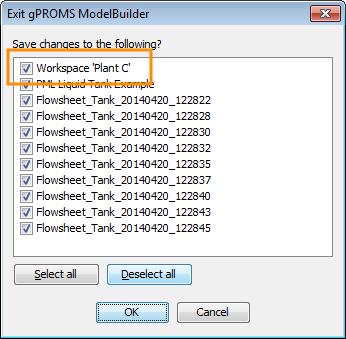 Exit gPROMS ModelBuilder
Save changes to the following?
Workspace 'Plant C'
PML Liquid Tank Example
Flowsheet_Tank_20140420_122822
Flowsheet_Tank_20140420_122828
Flowsheet_Tank_20140420_122830
Flowsheet_Tank_20140420_122832
Flowsheet_Tank_20140420_122835
Flowsheet_Tank_20140420_122837
Flowsheet_Tank_20140420_122840
Flowsheet_Tank_20140420_122843
Flowsheet_Tank_20140420_122845
Select all Deselect all
OK Cancel